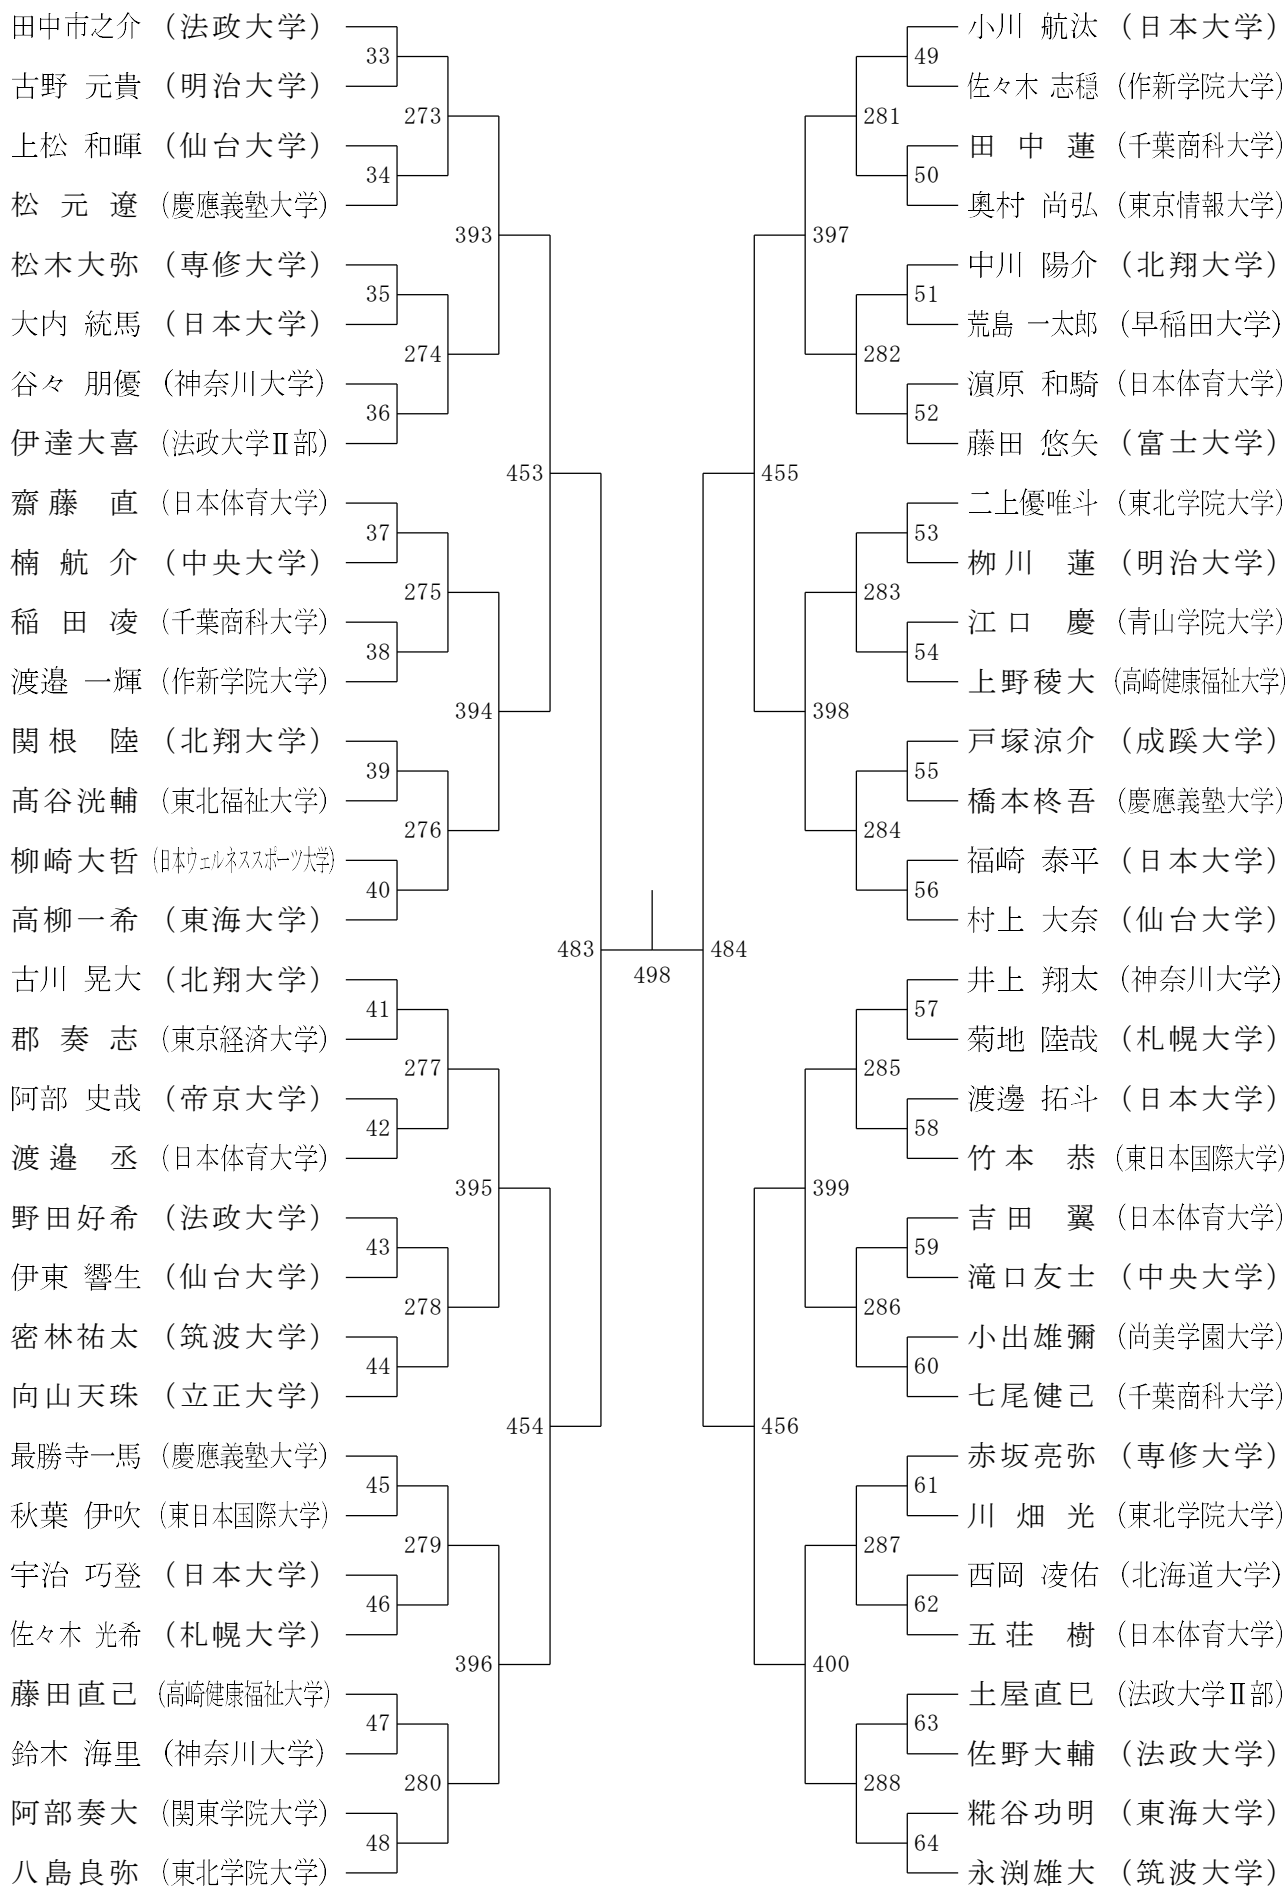 田中市之介 (法政大学)
33
古野 元貴 (明治大学)
273
上松 和暉 (仙台大学)
34
松元遼 (慶應義塾大学)
393
松木大弥 (専修大学)
35
大内 統馬 (日本大学)
274
谷々 朋優 (神奈川大学)
36
伊達大喜 (法政大学Ⅱ部)
453
齋藤 直 (日本体育大学)
37
楠航介 (中央大学)
275
稲田凌 (千葉商科大学)
38
渡邉 一輝 (作新学院大学)
394
関根 陸 (北翔大学)
39
髙谷洸輔 (東北福祉大学)
276
柳崎大哲 (日本ウェルネススポーツ大学)
40
高柳一希 (東海大学)
483
古川 晃大 (北翔大学)
41
郡奏志 (東京経済大学)
277
阿部 史哉 (帝京大学)
42
渡邉 丞 (日本体育大学)
395
野田好希 (法政大学)
43
伊東 響生 (仙台大学)
278
密林祐太 (筑波大学)
44
向山天珠 (立正大学)
454
最勝寺一馬 (慶應義塾大学)
45
秋葉 伊吹 (東日本国際大学)
279
宇治 巧登 (日本大学)
46
佐々木 光希 (札幌大学)
396
藤田直己 (高崎健康福祉大学)
47
鈴木 海里 (神奈川大学)
280
阿部奏大 (関東学院大学)
48
八島良弥 (東北学院大学)
498
小川 航汰 (日本大学)
49
佐々木 志穏 (作新学院大学)
281
田中蓮 (千葉商科大学)
50
奥村 尚弘 (東京情報大学)
397
中川 陽介 (北翔大学)
51
荒島 一太郎 (早稲田大学)
282
濵原 和騎 (日本体育大学)
52
藤田 悠矢 (富士大学)
455
二上優唯斗 (東北学院大学)
53
栁川 蓮 (明治大学)
283
江口 慶 (青山学院大学)
54
上野稜大 (高崎健康福祉大学)
398
戸塚涼介 (成蹊大学)
55
橋本柊吾 (慶應義塾大学)
284
福崎 泰平 (日本大学)
56
村上 大奈 (仙台大学)
484
井上 翔太 (神奈川大学)
57
菊地 陸哉 (札幌大学)
285
渡邊 拓斗 (日本大学)
58
竹本 恭 (東日本国際大学)
399
吉田 翼 (日本体育大学)
59
滝口友士 (中央大学)
286
小出雄彌 (尚美学園大学)
60
七尾健己 (千葉商科大学)
456
赤坂亮弥 (専修大学)
61
川畑光 (東北学院大学)
287
西岡 凌佑 (北海道大学)
62
五荘 樹 (日本体育大学)
400
土屋直巳 (法政大学Ⅱ部)
63
佐野大輔 (法政大学)
288
糀谷功明 (東海大学)
64
永渕雄大 (筑波大学)